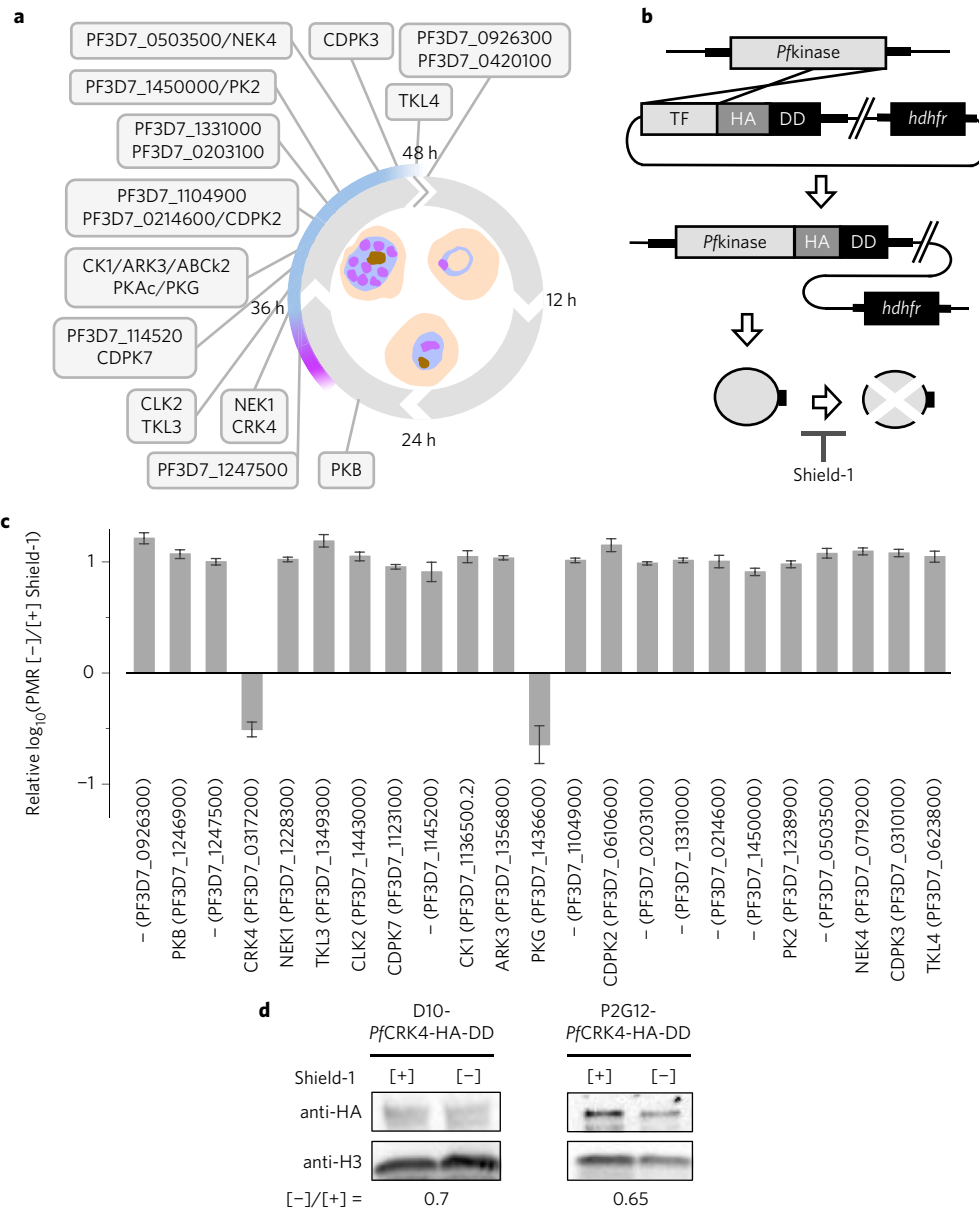 a
PF3D7_0503500/NEK4
CDPK3
PF3D7_0926300
PF3D7_0420100
PF3D7_1450000/PK2
TKL4
PF3D7_1331000
PF3D7_0203100
48 h
PF3D7_1104900
PF3D7_0214600/CDPK2
CK1/ARK3/ABCk2
PKAc/PKG
36 h
12 h
PF3D7_114520
CDPK7
CLK2
TKL3
NEK1
CRK4
24 h
PF3D7_1247500
PKB
b
Pfkinase
TF
HA
DD
hdhfr
Pfkinase
HA
DD
hdhfr
Shield-1
c
Relative log10(PMR [−]/[+] Shield-1)
1
0
−1
– (PF3D7_0926300)
PKB (PF3D7_1246900)
– (PF3D7_1247500)
CRK4 (PF3D7_0317200)
NEK1 (PF3D7_1228300)
TKL3 (PF3D7_1349300)
CLK2 (PF3D7_1443000)
CDPK7 (PF3D7_1123100)
– (PF3D7_1145200)
CK1 (PF3D7_1136500.2)
ARK3 (PF3D7_1356800)
PKG (PF3D7_1436600)
– (PF3D7_1104900)
CDPK2 (PF3D7_0610600)
– (PF3D7_0203100)
– (PF3D7_1331000)
– (PF3D7_0214600)
– (PF3D7_1450000)
PK2 (PF3D7_1238900)
– (PF3D7_0503500)
NEK4 (PF3D7_0719200)
CDPK3 (PF3D7_0310100)
TKL4 (PF3D7_0623800)
d
D10-
PfCRK4-HA-DD
P2G12-
PfCRK4-HA-DD
Shield-1 [+] [−] [+] [−]
anti-HA
anti-H3
[−]/[+] = 0.7 0.65